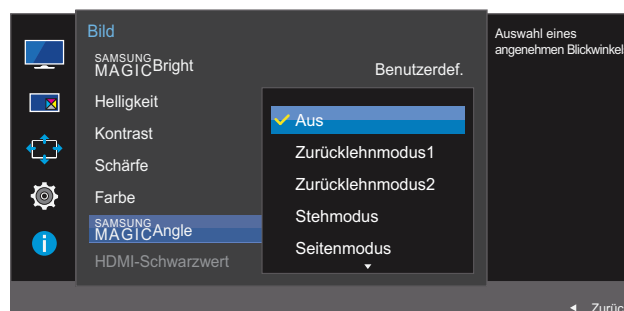 Bild
SAMSUNG
MAGICBright
Benutzerdef.
Helligkeit
Kontrast
Schärfe
Farbe
SAMSUNG
MAGICAngle
HDMI-Schwarzwert
Aus
Zurücklehnmodus1
Zurücklehnmodus2
Stehmodus
Seitenmodus
Auswahl eines
angenehmen Blickwinkel
Zurück